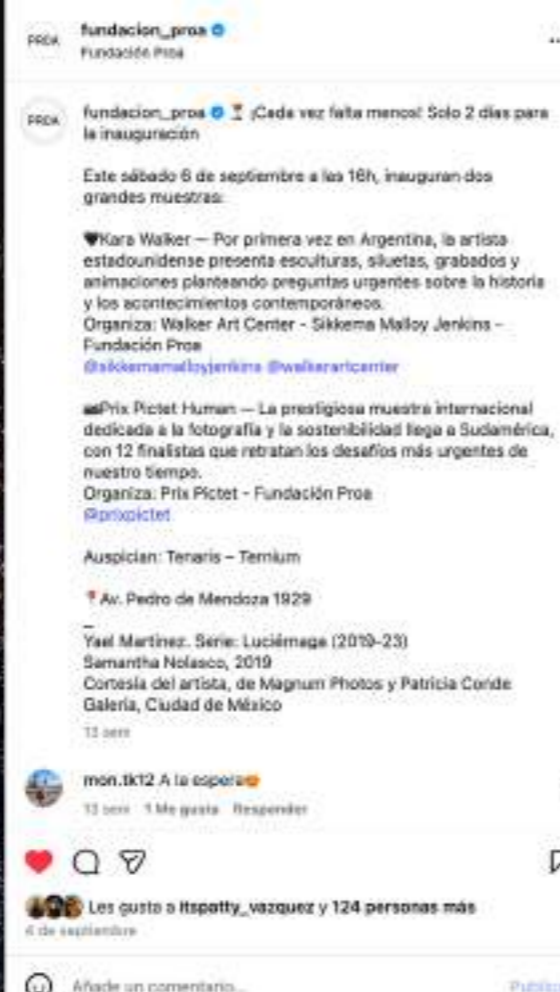 PROA
fundacion_proa
Fundación Proa
PROA
fundacion_proa ⌛ ¡Cada vez falta menos! Solo 2 días para
la inauguración
Este sábado 6 de septiembre a las 16h, inauguran dos
grandes muestras:
🖤Kara Walker — Por primera vez en Argentina, la artista
estadounidense presenta esculturas, siluetas, grabados y
animaciones planteando preguntas urgentes sobre la historia
y los acontecimientos contemporáneos.
Organiza: Walker Art Center - Sikkema Malloy Jenkins -
Fundación Proa
@sikkemamalloyjenkins @walkerartcenter
📷Prix Pictet Human — La prestigiosa muestra internacional
dedicada a la fotografía y la sostenibilidad llega a Sudamérica,
con 12 finalistas que retratan los desafíos más urgentes de
nuestro tiempo.
Organiza: Prix Pictet - Fundación Proa
@prixpictet
Auspician: Tenaris – Ternium
📍Av. Pedro de Mendoza 1929
_
Yael Martínez. Serie: Luciérnaga (2019-23)
Samantha Nolasco, 2019
Cortesía del artista, de Magnum Photos y Patricia Conde
Galería, Ciudad de México
13 sem
mon.tk12 A la espera😍
13 sem 1 Me gusta Responder
Les gusta a itspatty_vazquez y 124 personas más
4 de septiembre
Añade un comentario...
Public